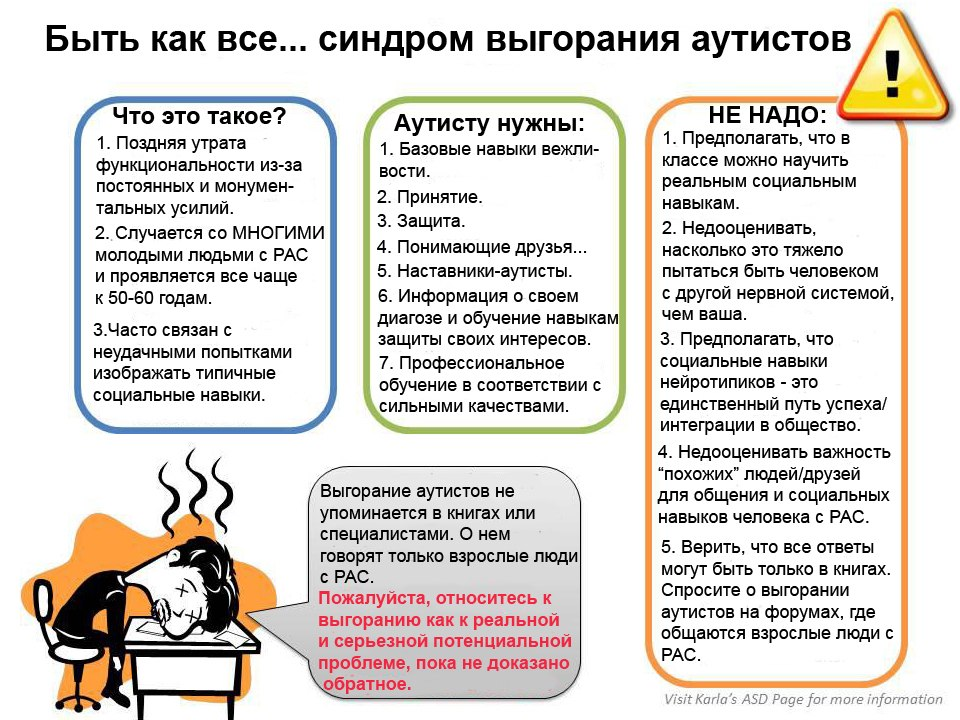 Быть как все... синдром выгорания аутистов
!
Что это такое?
1. Поздняя утрата
функциональности из-за
постоянных и монумен-
тальных усилий.
2. Случается со МНОГИМИ
молодыми людьми с РАС
и проявляется все чаще
к 50-60 годам.
3.Часто связан с
неудачными попытками
изображать типичные
социальные навыки.
Аутисту нужны:
1. Базовые навыки вежли-
вости.
2. Принятие.
3. Защита.
4. Понимающие друзья...
5. Наставники-аутисты.
6. Информация о своем
диагозе и обучение навыкам
защиты своих интересов.
7. Профессиональное
обучение в соответствии с
сильными качествами.
НЕ НАДО:
1. Предполагать, что в
классе можно научить
реальным социальным
навыкам.
2. Недооценивать,
насколько это тяжело
пытаться быть человеком
с другой нервной системой,
чем ваша.
3. Предполагать, что
социальные навыки
нейротипиков - это
единственный путь успеха/
интеграции в общество.
4. Недооценивать важность
“похожих” людей/друзей
для общения и социальных
навыков человека с РАС.
5. Верить, что все ответы
могут быть только в книгах.
Спросите о выгорании
аутистов на форумах, где
общаются взрослые люди с
РАС.
Выгорание аутистов не
упоминается в книгах или
специалистами. О нем
говорят только взрослые люди
с РАС.
Пожалуйста, относитесь к
выгоранию как к реальной
и серьезной потенциальной
проблеме, пока не доказано
обратное.
Visit Karla’s ASD Page for more information